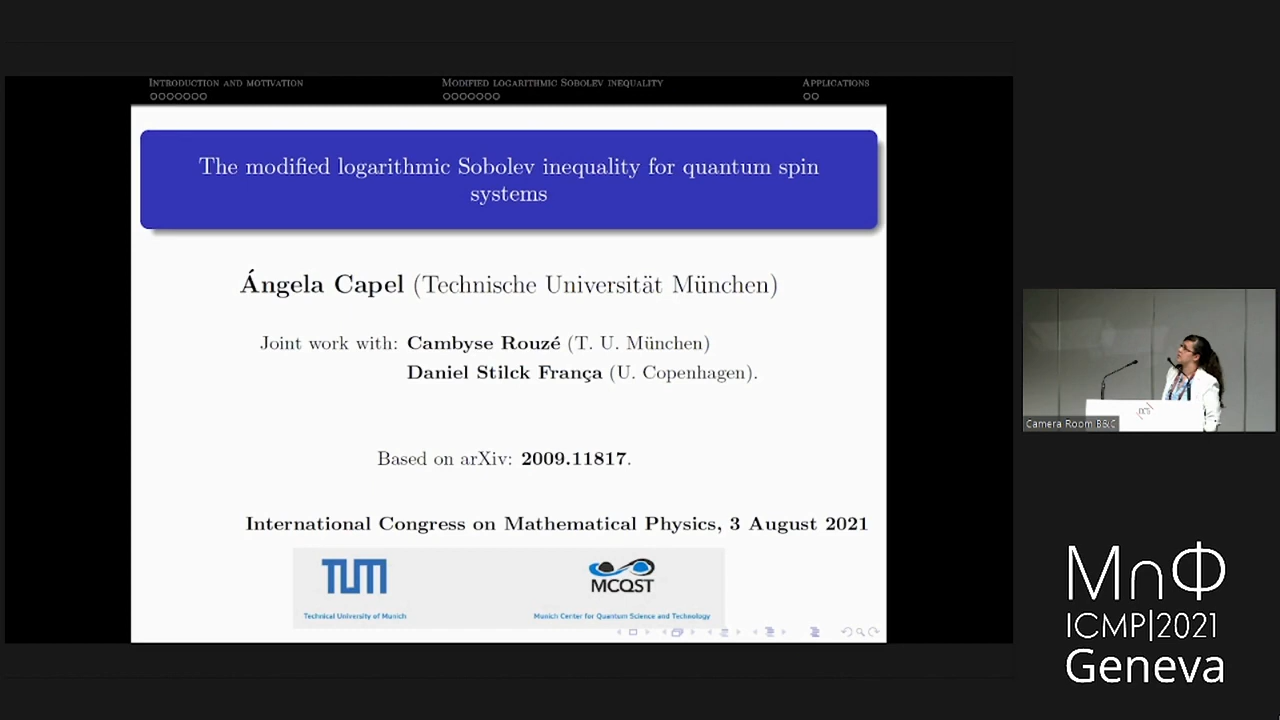 Introduction and motivation
Modified logarithmic Sobolev inequality
Applications
The modified logarithmic Sobolev inequality for quantum spin
systems
Ángela Capel (Technische Universität München)
Joint work with: Cambyse Rouzé (T. U. München)
Daniel Stilck França (U. Copenhagen).
Based on arXiv: 2009.11817.
International Congress on Mathematical Physics, 3 August 2021
TUM
MCQST
Technical University of Munich
Munich Center for Quantum Science and Technology
Camera Room B&C
M∩Φ
ICMP|2021
Geneva